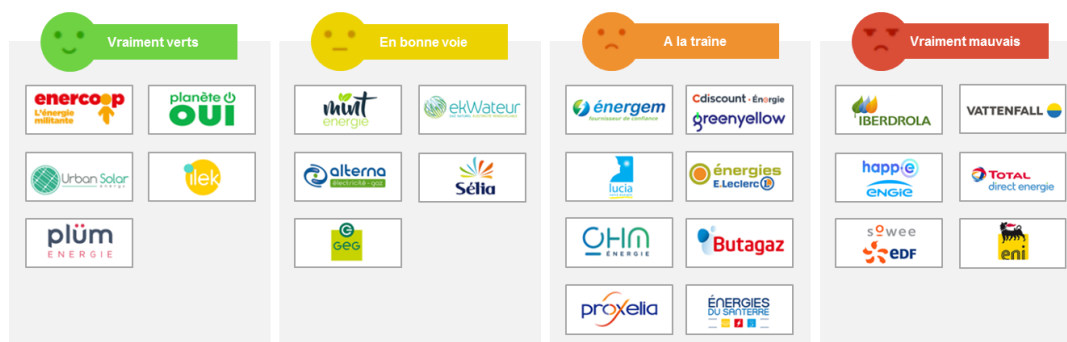 Vraiment verts
enercoop
L'énergie
militante
planète
OUI
Urban Solar
energy
ilek
plüm
ENERGIE
En bonne voie
mint
energie
ekWateur
alterna
électricité - gaz
Sélia
GEG
A la traîne
énergem
fournisseur de confiance
Cdiscount · Énergie
greenyellow
lucia
énergies
E.Leclerc
OHM
ÉNERGIE
Butagaz
proxelia
ÉNERGIES
DU SANTERRE
Vraiment mauvais
IBERDROLA
VATTENFALL
happ-e
ENGIE
TOTAL
direct energie
sowee
EDF
eni